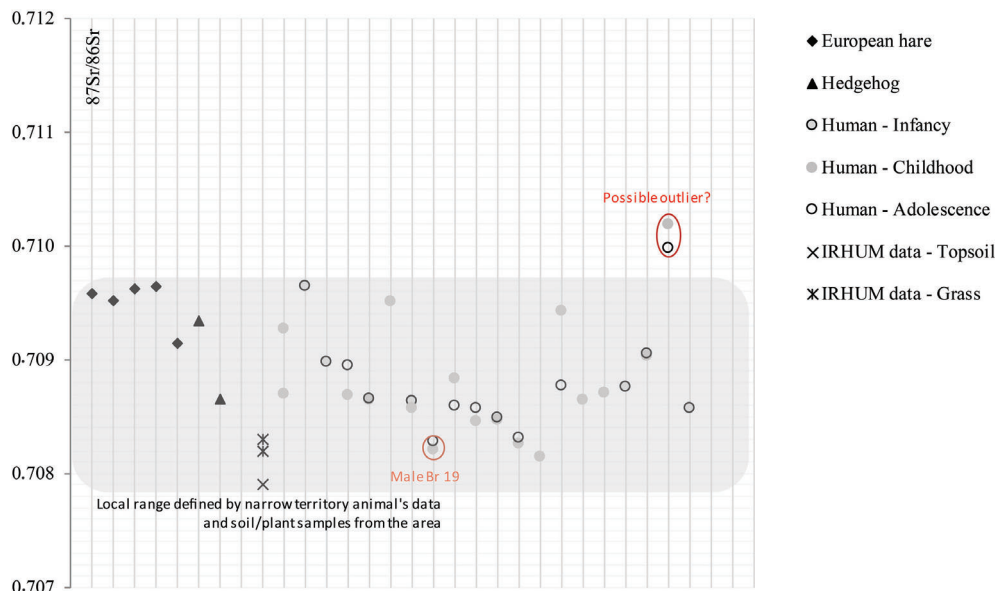 0.712
87Sr/86Sr
0.711
0.710
0.709
0.708
0.707
Possible outlier?
Male Br 19
Local range defined by narrow territory animal's data
and soil/plant samples from the area
European hare
Hedgehog
Human - Infancy
Human - Childhood
Human - Adolescence
IRHUM data - Topsoil
IRHUM data - Grass